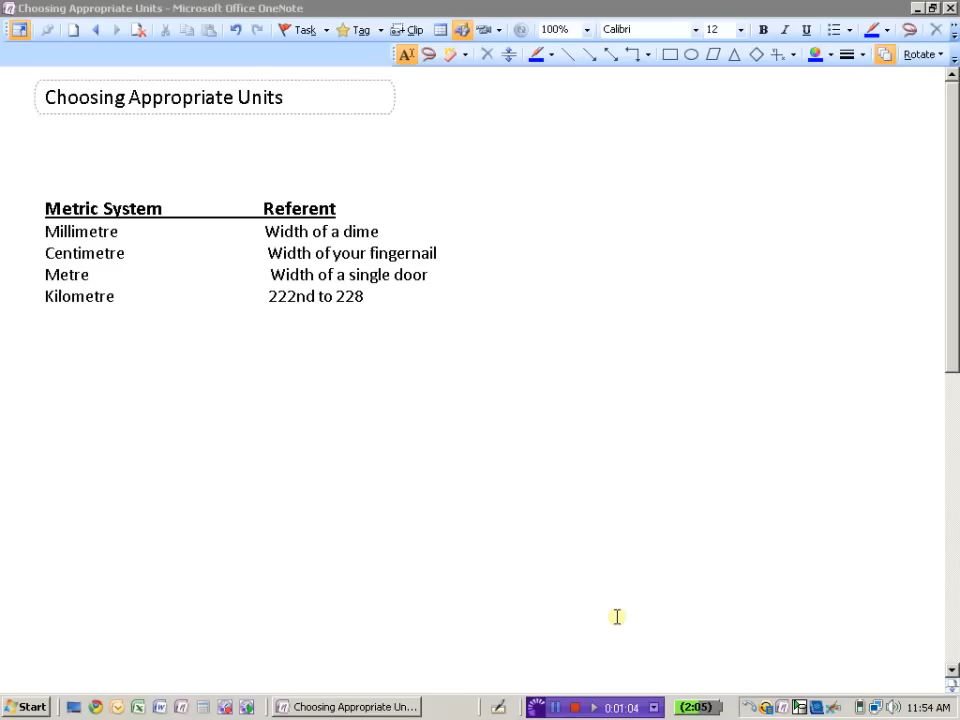 Choosing Appropriate Units - Microsoft Office OneNote
Task Tag Clip 100% Calibri 12 B I U
A Rotate
Choosing Appropriate Units
Metric System Referent
Millimetre Width of a dime
Centimetre Width of your fingernail
Metre Width of a single door
Kilometre 222nd to 228
Start Choosing Appropriate Un... 0:01:04 (2:05) 11:54 AM